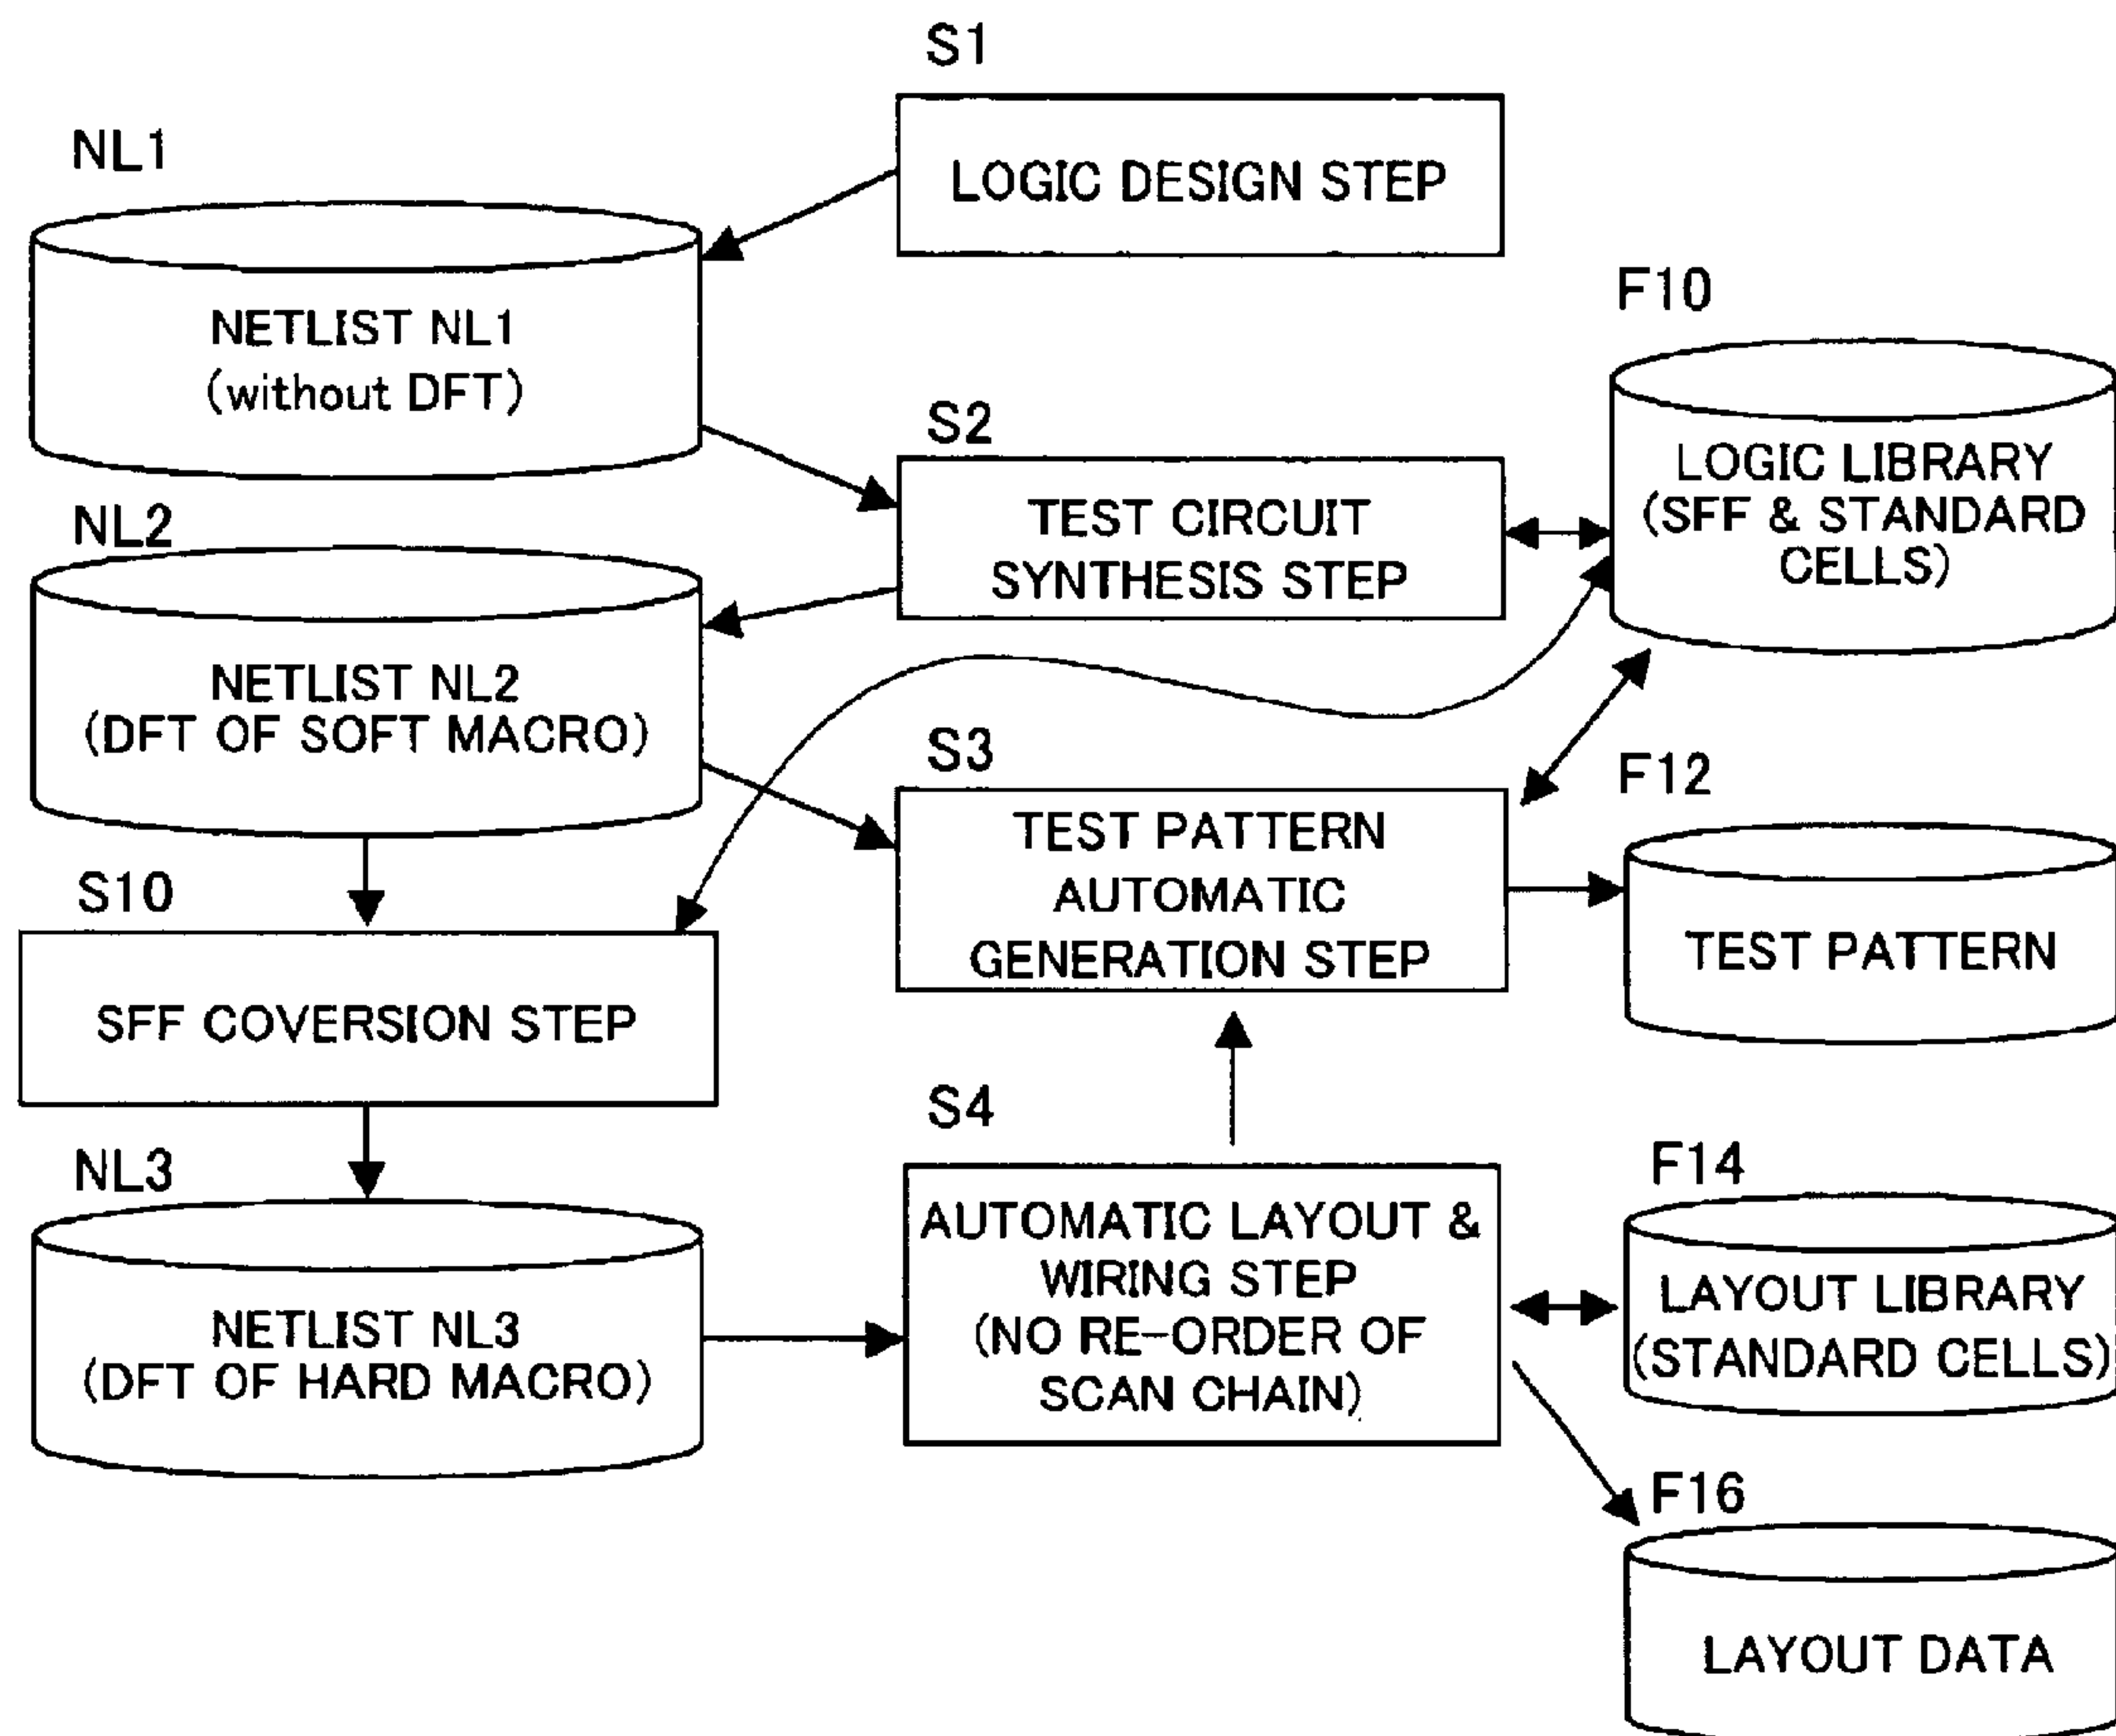 S1
LOGIC DESIGN STEP
NL1
NETLIST NL1
(without DFT)
F10
LOGIC LIBRARY
(SFF & STANDARD
CELLS)
S2
TEST CIRCUIT
SYNTHESIS STEP
NL2
NETLIST NL2
(DFT OF SOFT MACRO)
S3
TEST PATTERN
AUTOMATIC
GENERATION STEP
F12
TEST PATTERN
S10
SFF COVERSION STEP
S4
AUTOMATIC LAYOUT &
WIRING STEP
(NO RE-ORDER OF
SCAN CHAIN)
NL3
NETLIST NL3
(DFT OF HARD MACRO)
F14
LAYOUT LIBRARY
(STANDARD CELLS)
F16
LAYOUT DATA